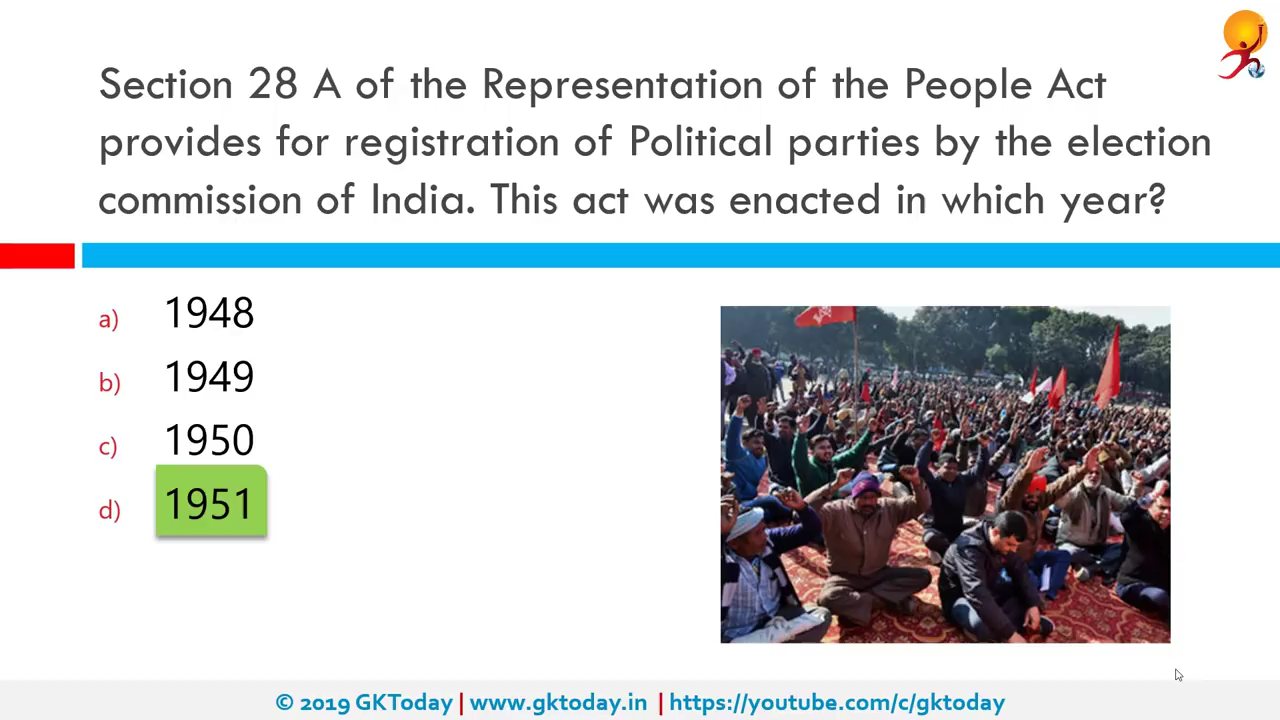 Section 28 A of the Representation of the People Act
provides for registration of Political parties by the election
commission of India. This act was enacted in which year?
a) 1948
b) 1949
c) 1950
d) 1951
© 2019 GKToday | www.gktoday.in | https://youtube.com/c/gktoday